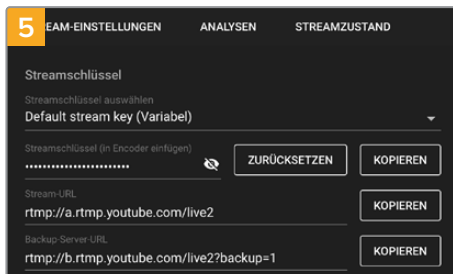 5
EAM-EINSTELLUNGEN ANALYSEN STREAMZUSTAND
Streamschlüssel
Streamschlüssel auswählen
Default stream key (Variabel)
Streamschlüssel (in Encoder einfügen)
•••••••••••••••••••••••• ZURÜCKSETZEN KOPIEREN
Stream-URL
rtmp://a.rtmp.youtube.com/live2 KOPIEREN
Backup-Server-URL
rtmp://b.rtmp.youtube.com/live2?backup=1 KOPIEREN